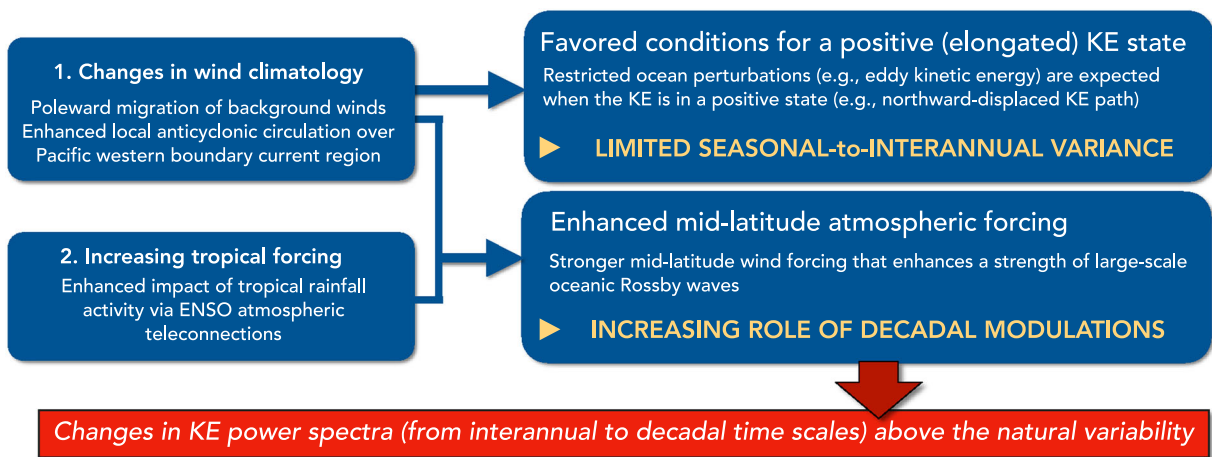 1. Changes in wind climatology
Poleward migration of background winds
Enhanced local anticyclonic circulation over
Pacific western boundary current region
2. Increasing tropical forcing
Enhanced impact of tropical rainfall
activity via ENSO atmospheric
teleconnections
Favored conditions for a positive (elongated) KE state
Restricted ocean perturbations (e.g., eddy kinetic energy) are expected
when the KE is in a positive state (e.g., northward-displaced KE path)
LIMITED SEASONAL-to-INTERANNUAL VARIANCE
Enhanced mid-latitude atmospheric forcing
Stronger mid-latitude wind forcing that enhances a strength of large-scale
oceanic Rossby waves
INCREASING ROLE OF DECADAL MODULATIONS
Changes in KE power spectra (from interannual to decadal time scales) above the natural variability